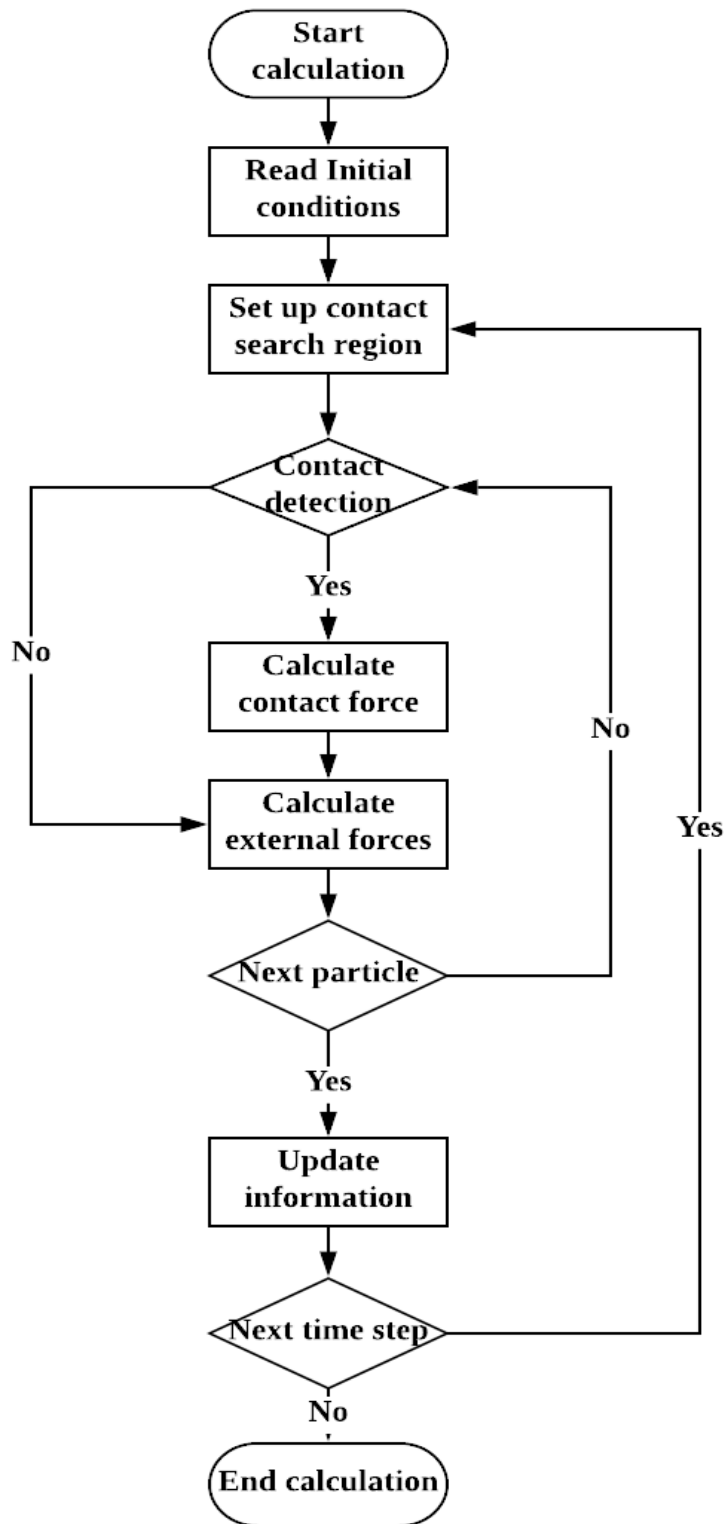 Start
calculation
Read Initial
conditions
Set up contact
search region
Contact
detection
Yes
No
Calculate
contact force
No
Calculate
external forces
Yes
Next particle
Yes
Update
information
Next time step
No
End calculation